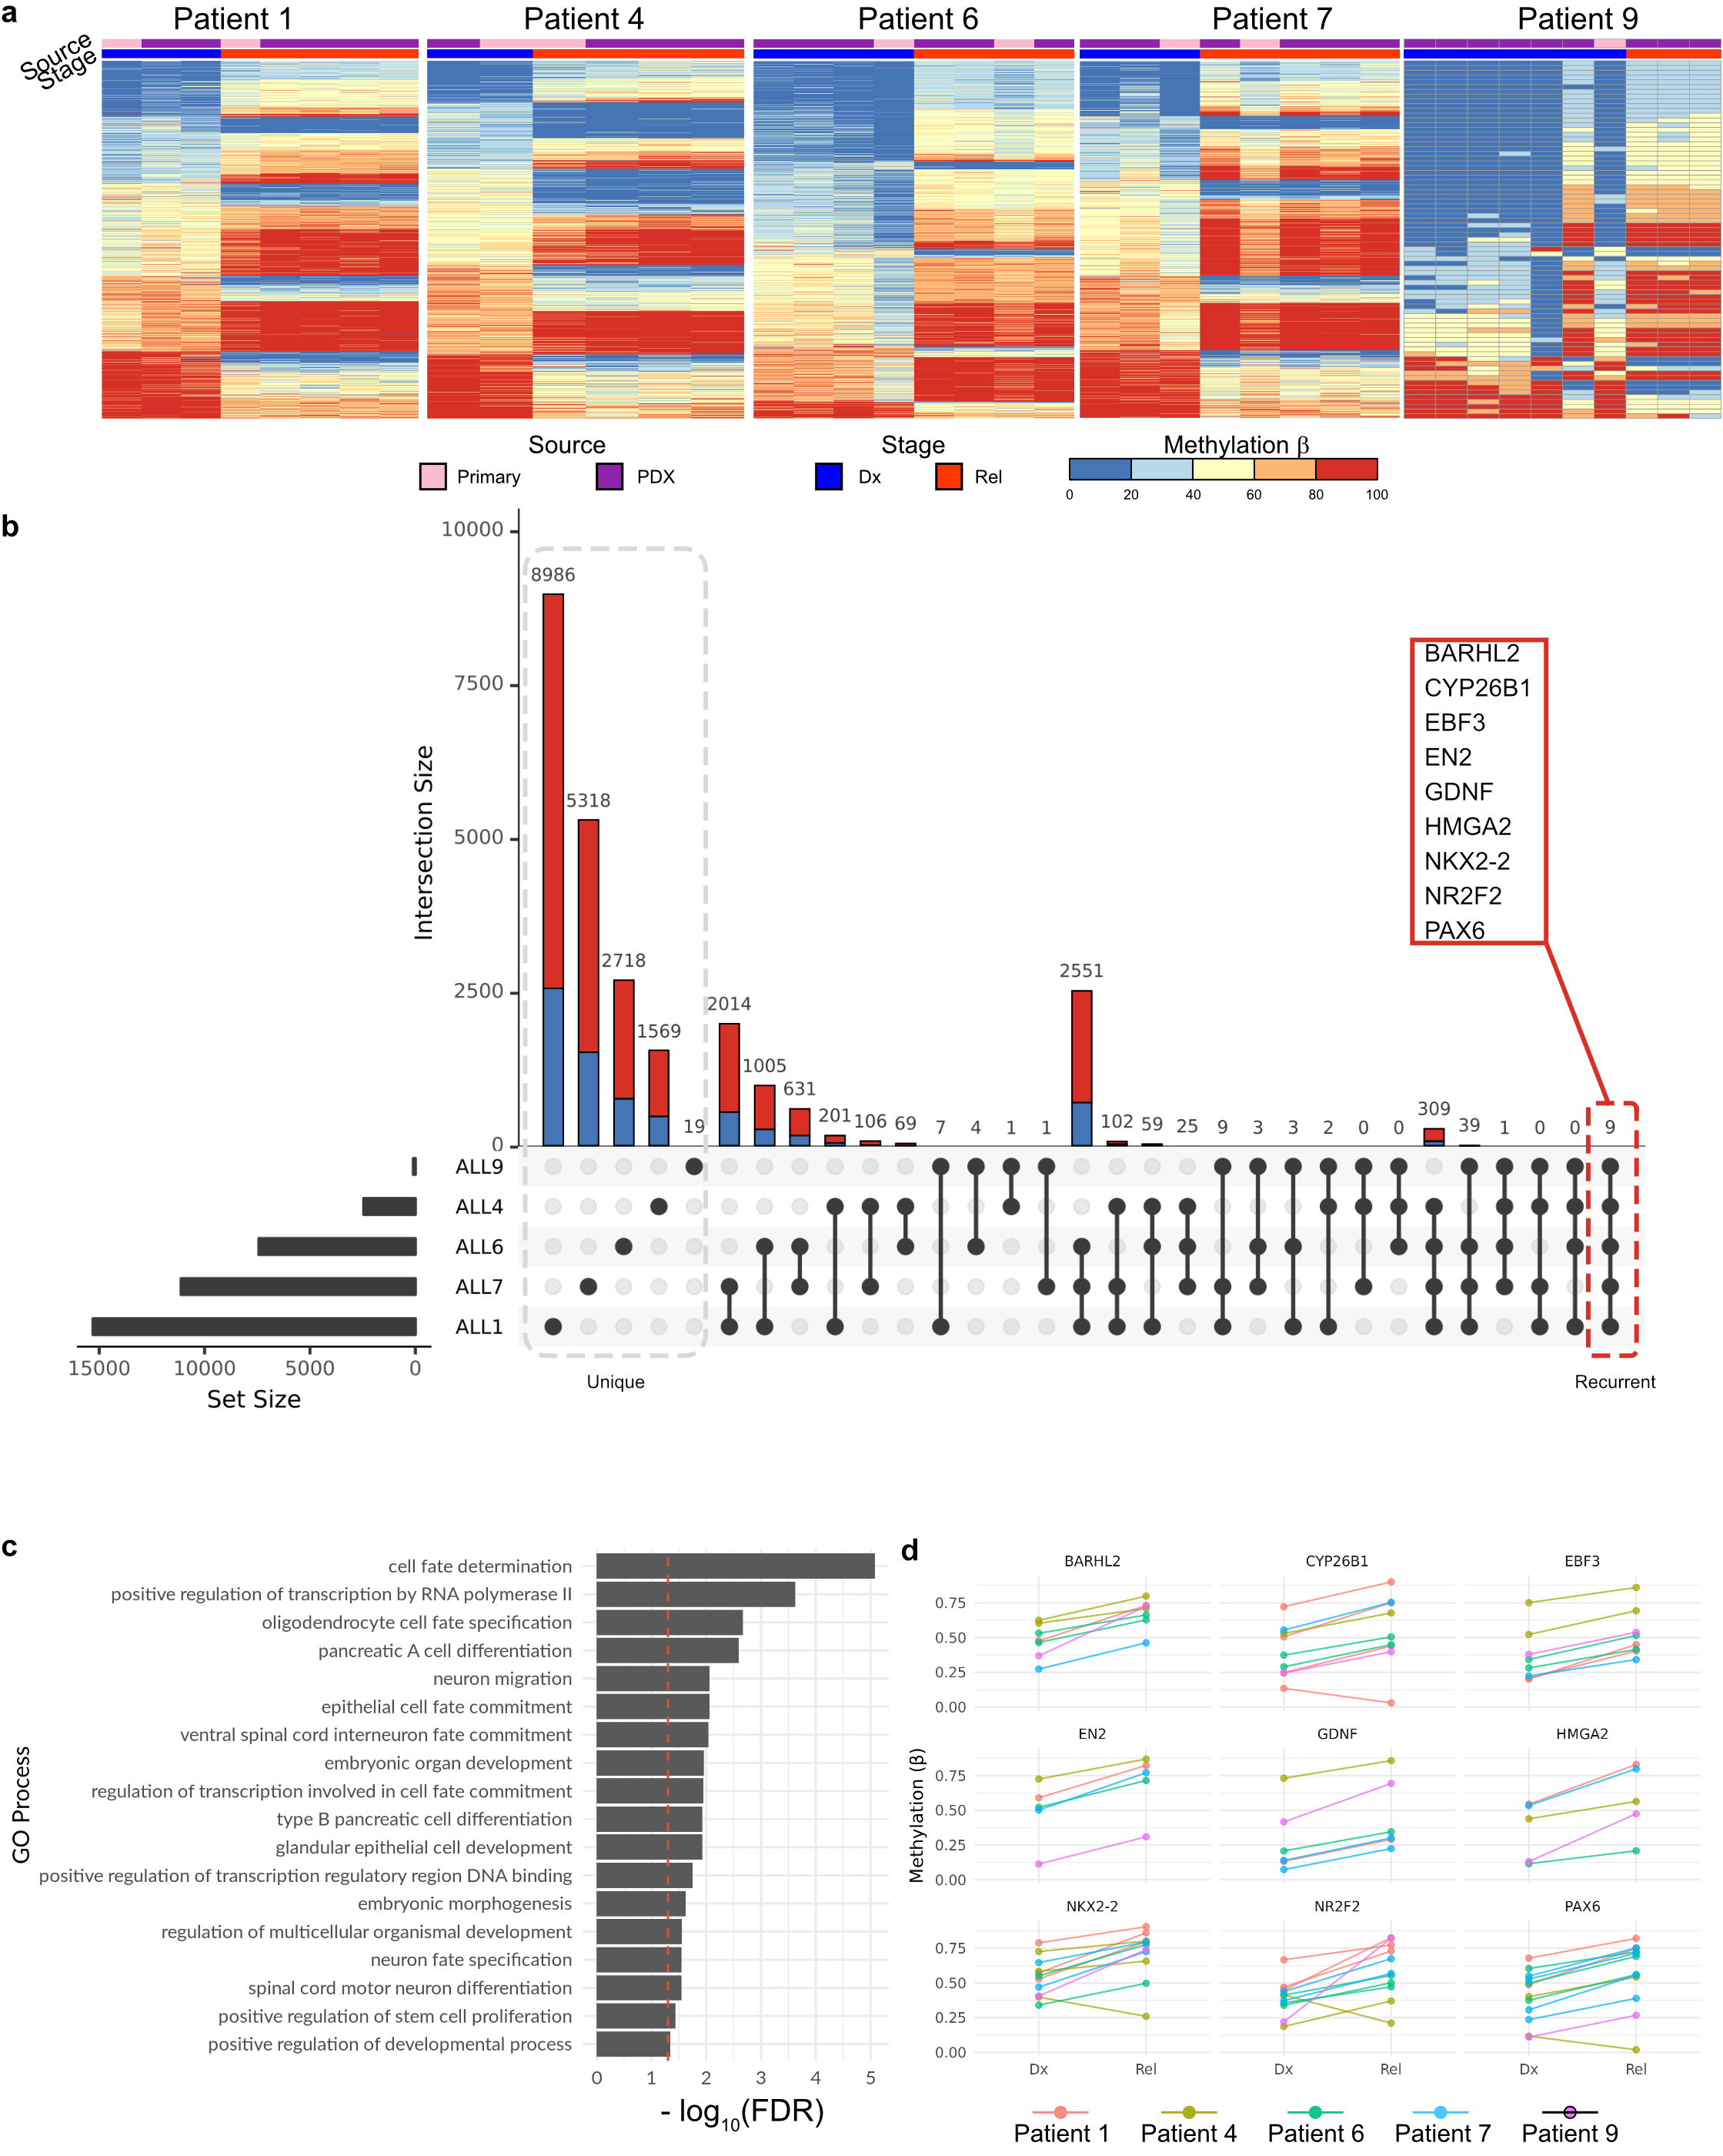 a
Patient 1
Patient 4
Patient 6
Patient 7
Patient 9
Source
Stage
Source
Stage
Methylation β
Primary
PDX
Dx
Rel
0
20
40
60
80
100
b
Intersection Size
10000
7500
5000
2500
0
8986
5318
2718
1569
19
2014
1005
631
201
106
69
7
4
1
1
2551
102
59
25
9
3
3
2
0
0
309
39
1
0
0
9
BARHL2
CYP26B1
EBF3
EN2
GDNF
HMGA2
NKX2-2
NR2F2
PAX6
ALL9
ALL4
ALL6
ALL7
ALL1
15000
10000
5000
0
Set Size
Unique
Recurrent
c
GO Process
cell fate determination
positive regulation of transcription by RNA polymerase II
oligodendrocyte cell fate specification
pancreatic A cell differentiation
neuron migration
epithelial cell fate commitment
ventral spinal cord interneuron fate commitment
embryonic organ development
regulation of transcription involved in cell fate commitment
type B pancreatic cell differentiation
glandular epithelial cell development
positive regulation of transcription regulatory region DNA binding
embryonic morphogenesis
regulation of multicellular organismal development
neuron fate specification
spinal cord motor neuron differentiation
positive regulation of stem cell proliferation
positive regulation of developmental process
0
1
2
3
4
5
- log10(FDR)
d
Methylation (β)
BARHL2
CYP26B1
EBF3
0.75
0.50
0.25
0.00
EN2
GDNF
HMGA2
0.75
0.50
0.25
0.00
NKX2-2
NR2F2
PAX6
0.75
0.50
0.25
0.00
Dx
Rel
Dx
Rel
Dx
Rel
Patient 1
Patient 4
Patient 6
Patient 7
Patient 9